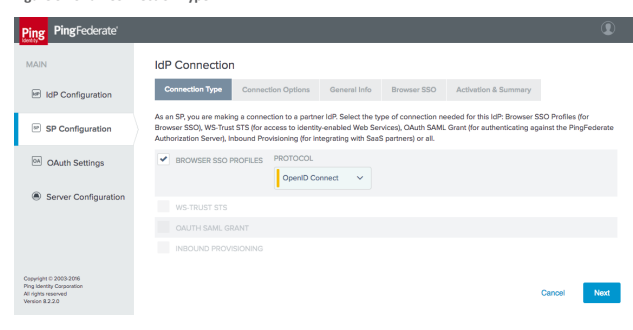 Ping
Identity
PingFederate®
MAIN
IdP Configuration
SP Configuration
OAuth Settings
Server Configuration
Copyright © 2003-2016
Ping Identity Corporation
All rights reserved
Version 8.2.2.0
IdP Connection
Connection Type Connection Options General Info Browser SSO Activation & Summary
As an SP, you are making a connection to a partner IdP. Select the type of connection needed for this IdP: Browser SSO Profiles (for
Browser SSO), WS-Trust STS (for access to identity-enabled Web Services), OAuth SAML Grant (for authenticating against the PingFederate
Authorization Server), Inbound Provisioning (for integrating with SaaS partners) or all.
BROWSER SSO PROFILES PROTOCOL
OpenID Connect
WS-TRUST STS
OAUTH SAML GRANT
INBOUND PROVISIONING
Cancel Next